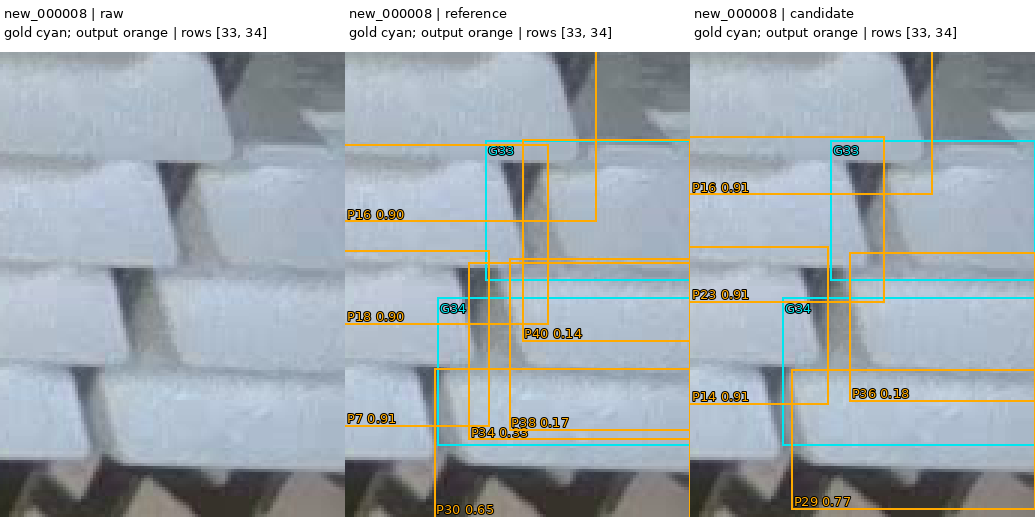 new_000008 | raw
gold cyan; output orange | rows [33, 34]
new_000008 | reference
gold cyan; output orange | rows [33, 34]
new_000008 | candidate
gold cyan; output orange | rows [33, 34]
G33
P16 0.90
P18 0.90
G34
P40 0.14
P7 0.91
P38 0.17
P34 0.33
P30 0.65
G33
P16 0.91
P23 0.91
G34
P14 0.91
P36 0.18
P29 0.77